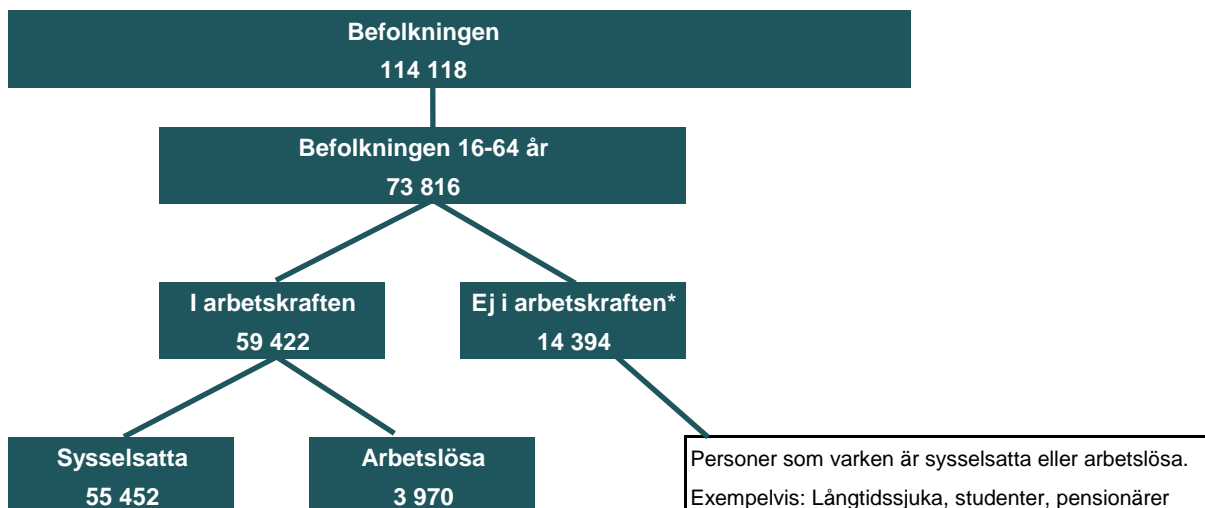 Befolkningen
114 118
Befolkningen 16-64 år
73 816
I arbetskraften
59 422
Ej i arbetskraften*
14 394
Sysselsatta
55 452
Arbetslösa
3 970
Personer som varken är sysselsatta eller arbetslösa.
Exempelvis: Långtidssjuka, studenter, pensionärer